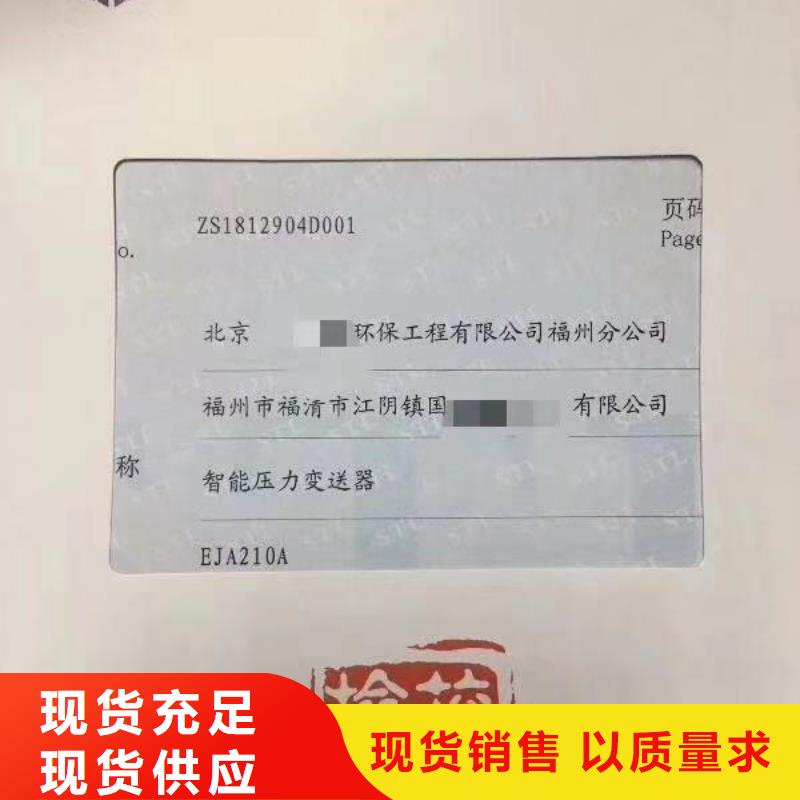 页码
Page
ZS1812904D001
o.
北京 环保工程有限公司福州分公司
福州市福清市江阴镇国 有限公司
称
智能压力变送器
EJA210A
现货充足
现货供应
现货销售 以质量求